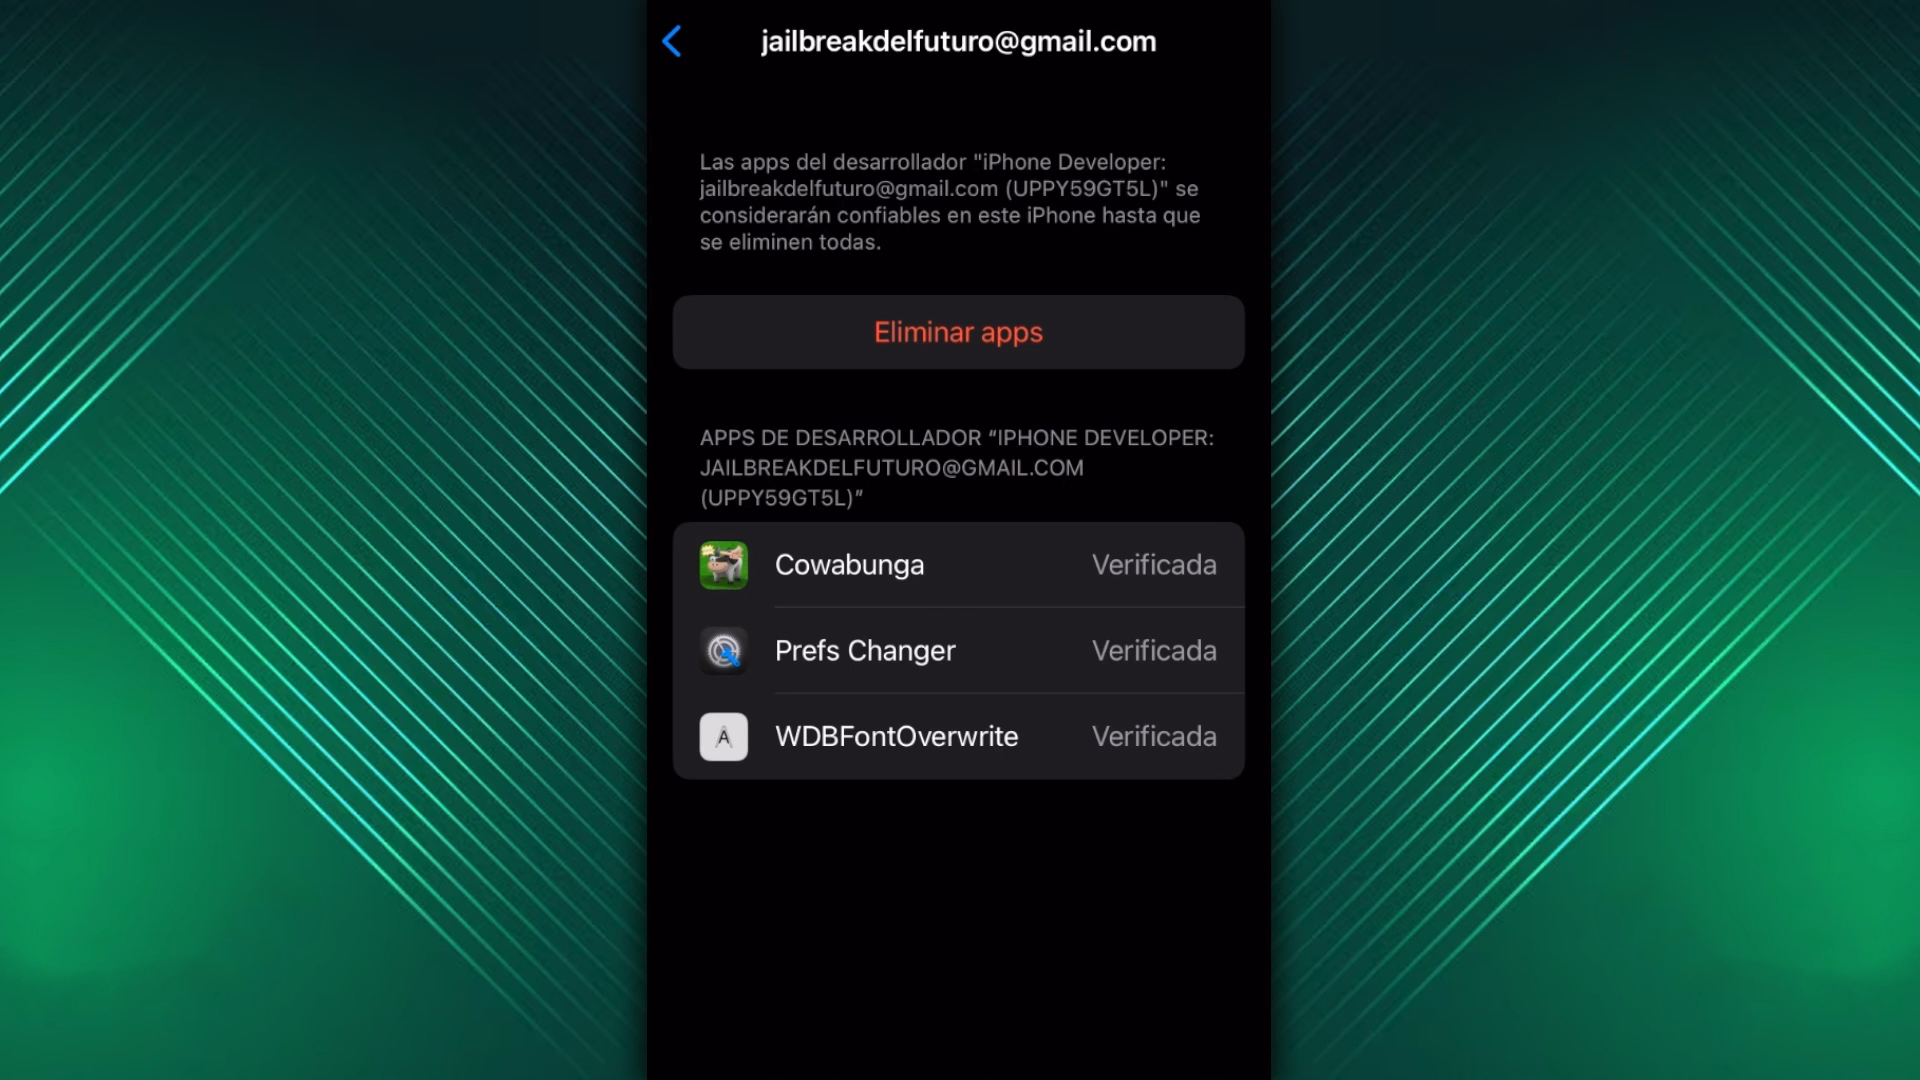 jailbreakdelfuturo@gmail.com
Las apps del desarrollador "iPhone Developer:
jailbreakdelfuturo@gmail.com (UPPY59GT5L)" se
considerarán confiables en este iPhone hasta que
se eliminen todas.
Eliminar apps
APPS DE DESARROLLADOR “IPHONE DEVELOPER:
JAILBREAKDELFUTURO@GMAIL.COM
(UPPY59GT5L)”
Cowabunga Verificada
Prefs Changer Verificada
A WDBFontOverwrite Verificada